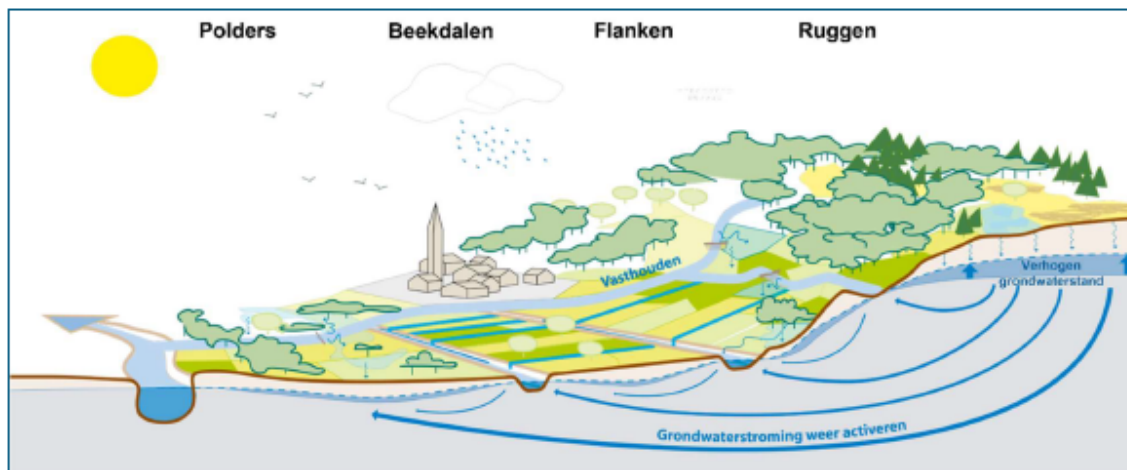 Polders
Beekdalen
Flanken
Ruggen
Vasthouden
Verhogen
grondwaterstand
Grondwaterstroming weer activeren